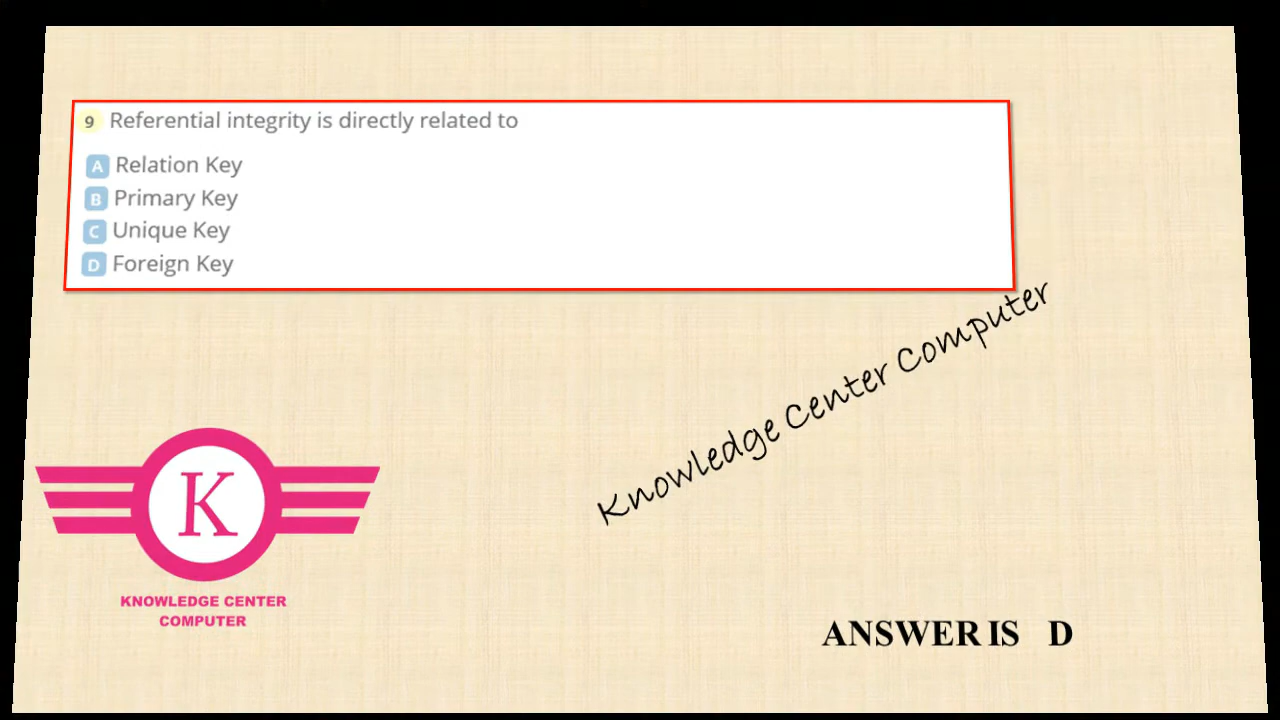 9 Referential integrity is directly related to
A Relation Key
B Primary Key
C Unique Key
D Foreign Key
Knowledge Center Computer
K
KNOWLEDGE CENTER
COMPUTER
ANSWER IS D